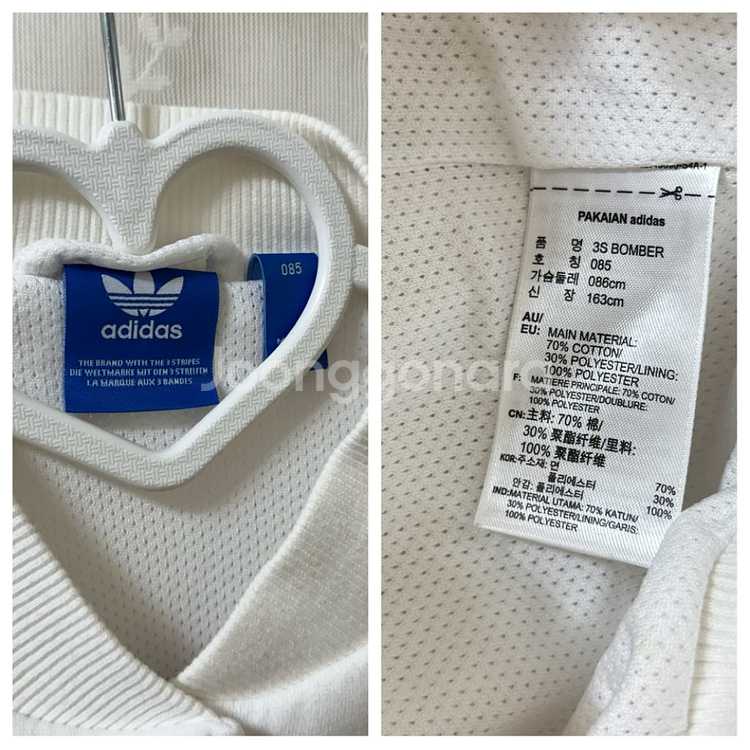 adidas
THE BRAND WITH THE 3 STRIPES
DIE WELTMARKE MIT DEN 3 STREIFEN
LA MARQUE AUX 3 BANDES
085
Joonggonara
PAKAIAN adidas
품 명 3S BOMBER
호 칭 085
가슴둘레 086cm
신 장 163cm
AU/
EU: MAIN MATERIAL:
70% COTTON/
30% POLYESTER/LINING:
100% POLYESTER
F: MATIERE PRINCIPALE: 70% COTON/
30% POLYESTER/DOUBLURE:
100% POLYESTER
CN: 主料: 70% 棉/
30% 聚酯纤维/里料:
100% 聚酯纤维
KOR: 주소재: 면 70%
폴리에스터 30%
안감: 폴리에스터 100%
IND: MATERIAL UTAMA: 70% KATUN/
30% POLYESTER/LINING/GARIS:
100% POLYESTER